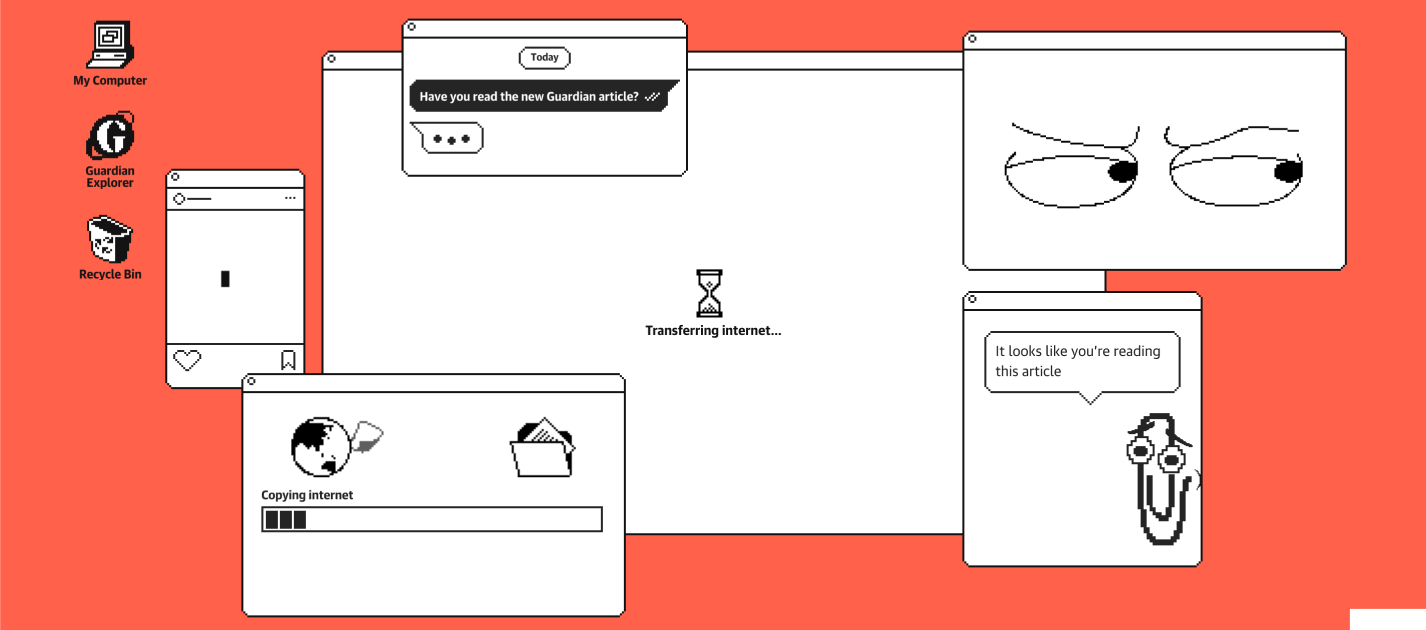 My Computer
Guardian
Explorer
Recycle Bin
Today
Have you read the new Guardian article?
Transferring internet...
Copying internet
It looks like you're reading
this article